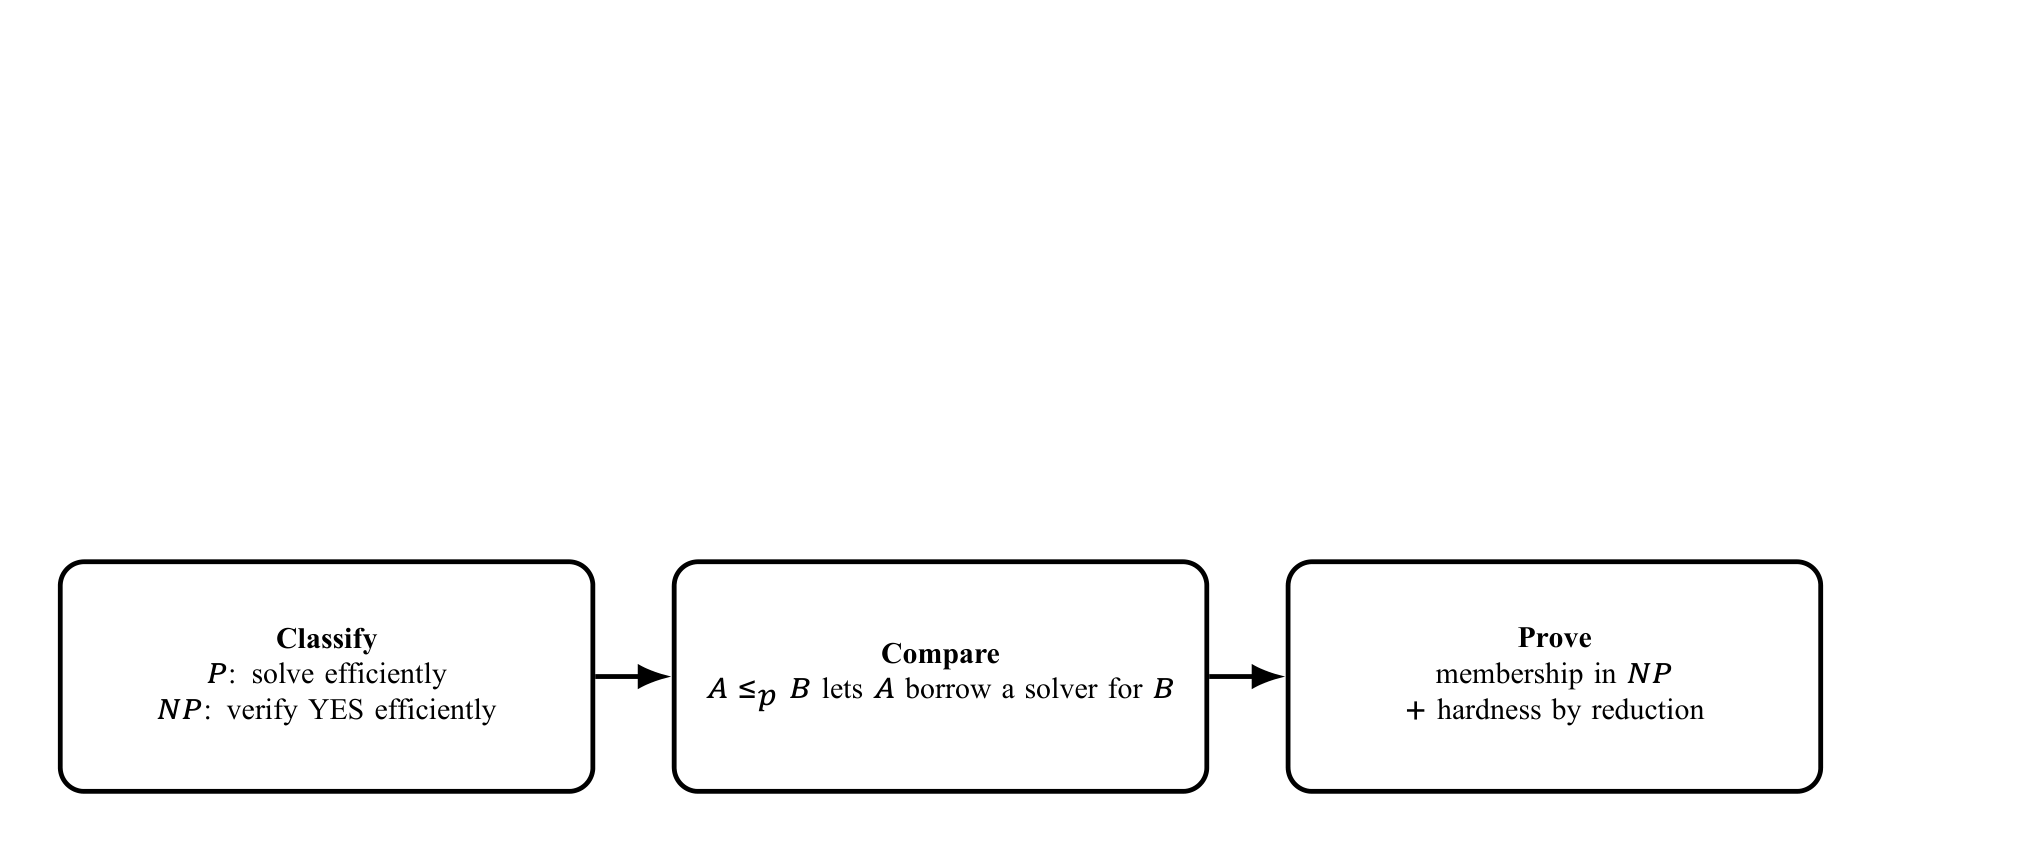 Classify
P: solve efficiently
NP: verify YES efficiently
Compare
A ≤p B lets A borrow a solver for B
Prove
membership in NP
+ hardness by reduction